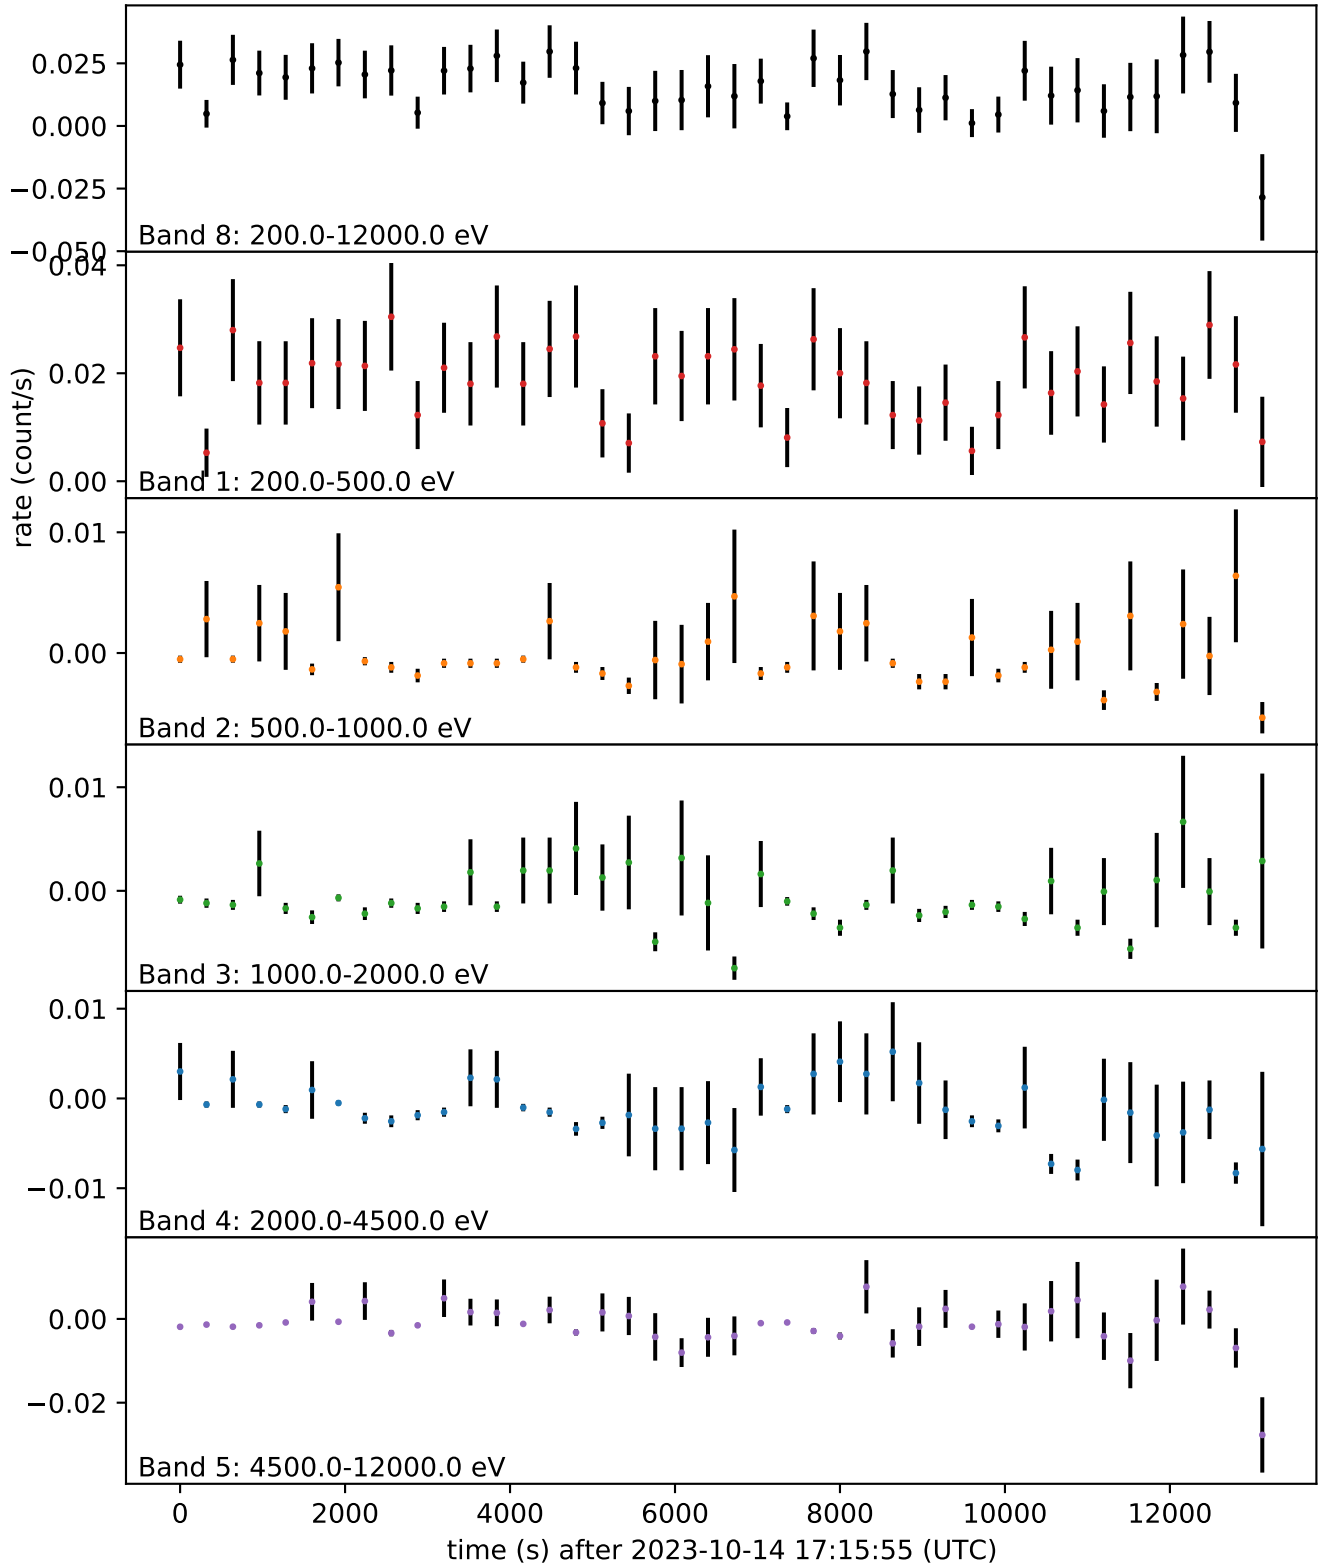 0.025
0.000
−0.025
−0.050
Band 8: 200.0-12000.0 eV
0.04
0.02
0.00
Band 1: 200.0-500.0 eV
rate (count/s)
0.01
0.00
Band 2: 500.0-1000.0 eV
0.01
0.00
Band 3: 1000.0-2000.0 eV
0.01
0.00
−0.01
Band 4: 2000.0-4500.0 eV
0.00
−0.02
Band 5: 4500.0-12000.0 eV
0 2000 4000 6000 8000 10000 12000
time (s) after 2023-10-14 17:15:55 (UTC)